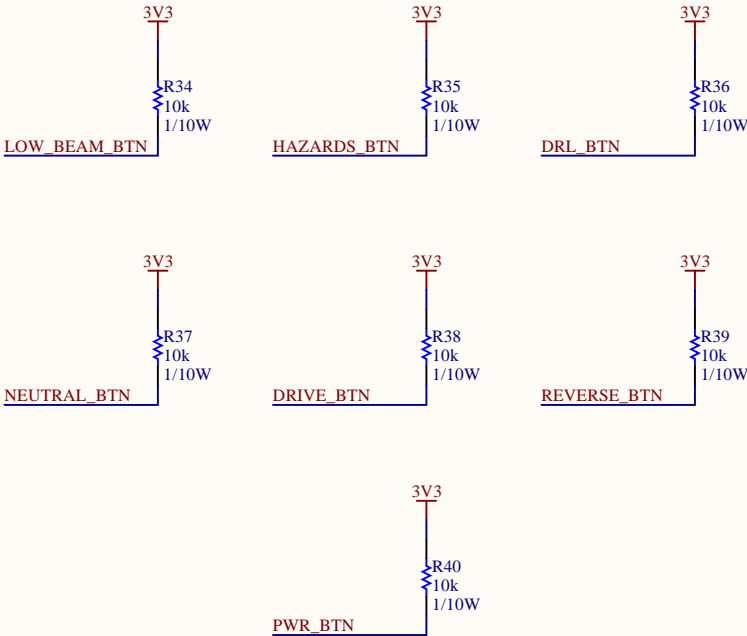 3V3
R34
10k
1/10W
LOW_BEAM_BTN
3V3
R35
10k
1/10W
HAZARDS_BTN
3V3
R36
10k
1/10W
DRL_BTN
3V3
R37
10k
1/10W
NEUTRAL_BTN
3V3
R38
10k
1/10W
DRIVE_BTN
3V3
R39
10k
1/10W
REVERSE_BTN
3V3
R40
10k
1/10W
PWR_BTN